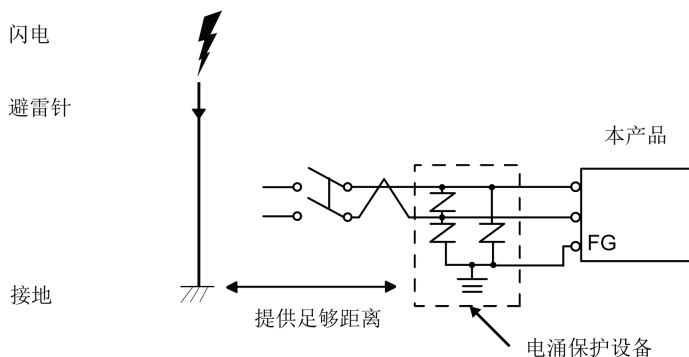 闪电
避雷针
本产品
FG
接地
提供足够距离
电涌保护设备